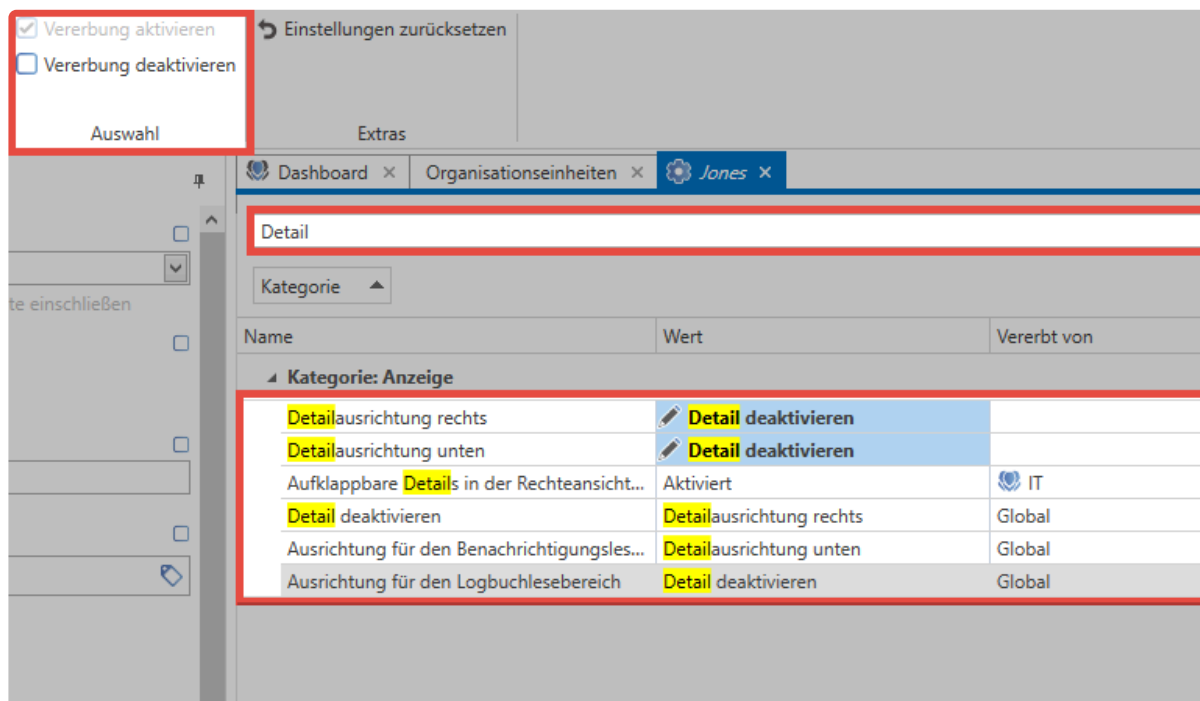 Vererbung aktivieren
Einstellungen zurücksetzen
Vererbung deaktivieren
Auswahl
Extras
Dashboard
Organisationseinheiten
Jones
Detail
Kategorie
te einschließen
Name
Wert
Vererbt von
Kategorie: Anzeige
Detailausrichtung rechts
Detail deaktivieren
Detailausrichtung unten
Detail deaktivieren
Aufklappbare Details in der Rechteansicht...
Aktiviert
IT
Detail deaktivieren
Detailausrichtung rechts
Global
Ausrichtung für den Benachrichtigungsles...
Detailausrichtung unten
Global
Ausrichtung für den Logbuchlesebereich
Detail deaktivieren
Global